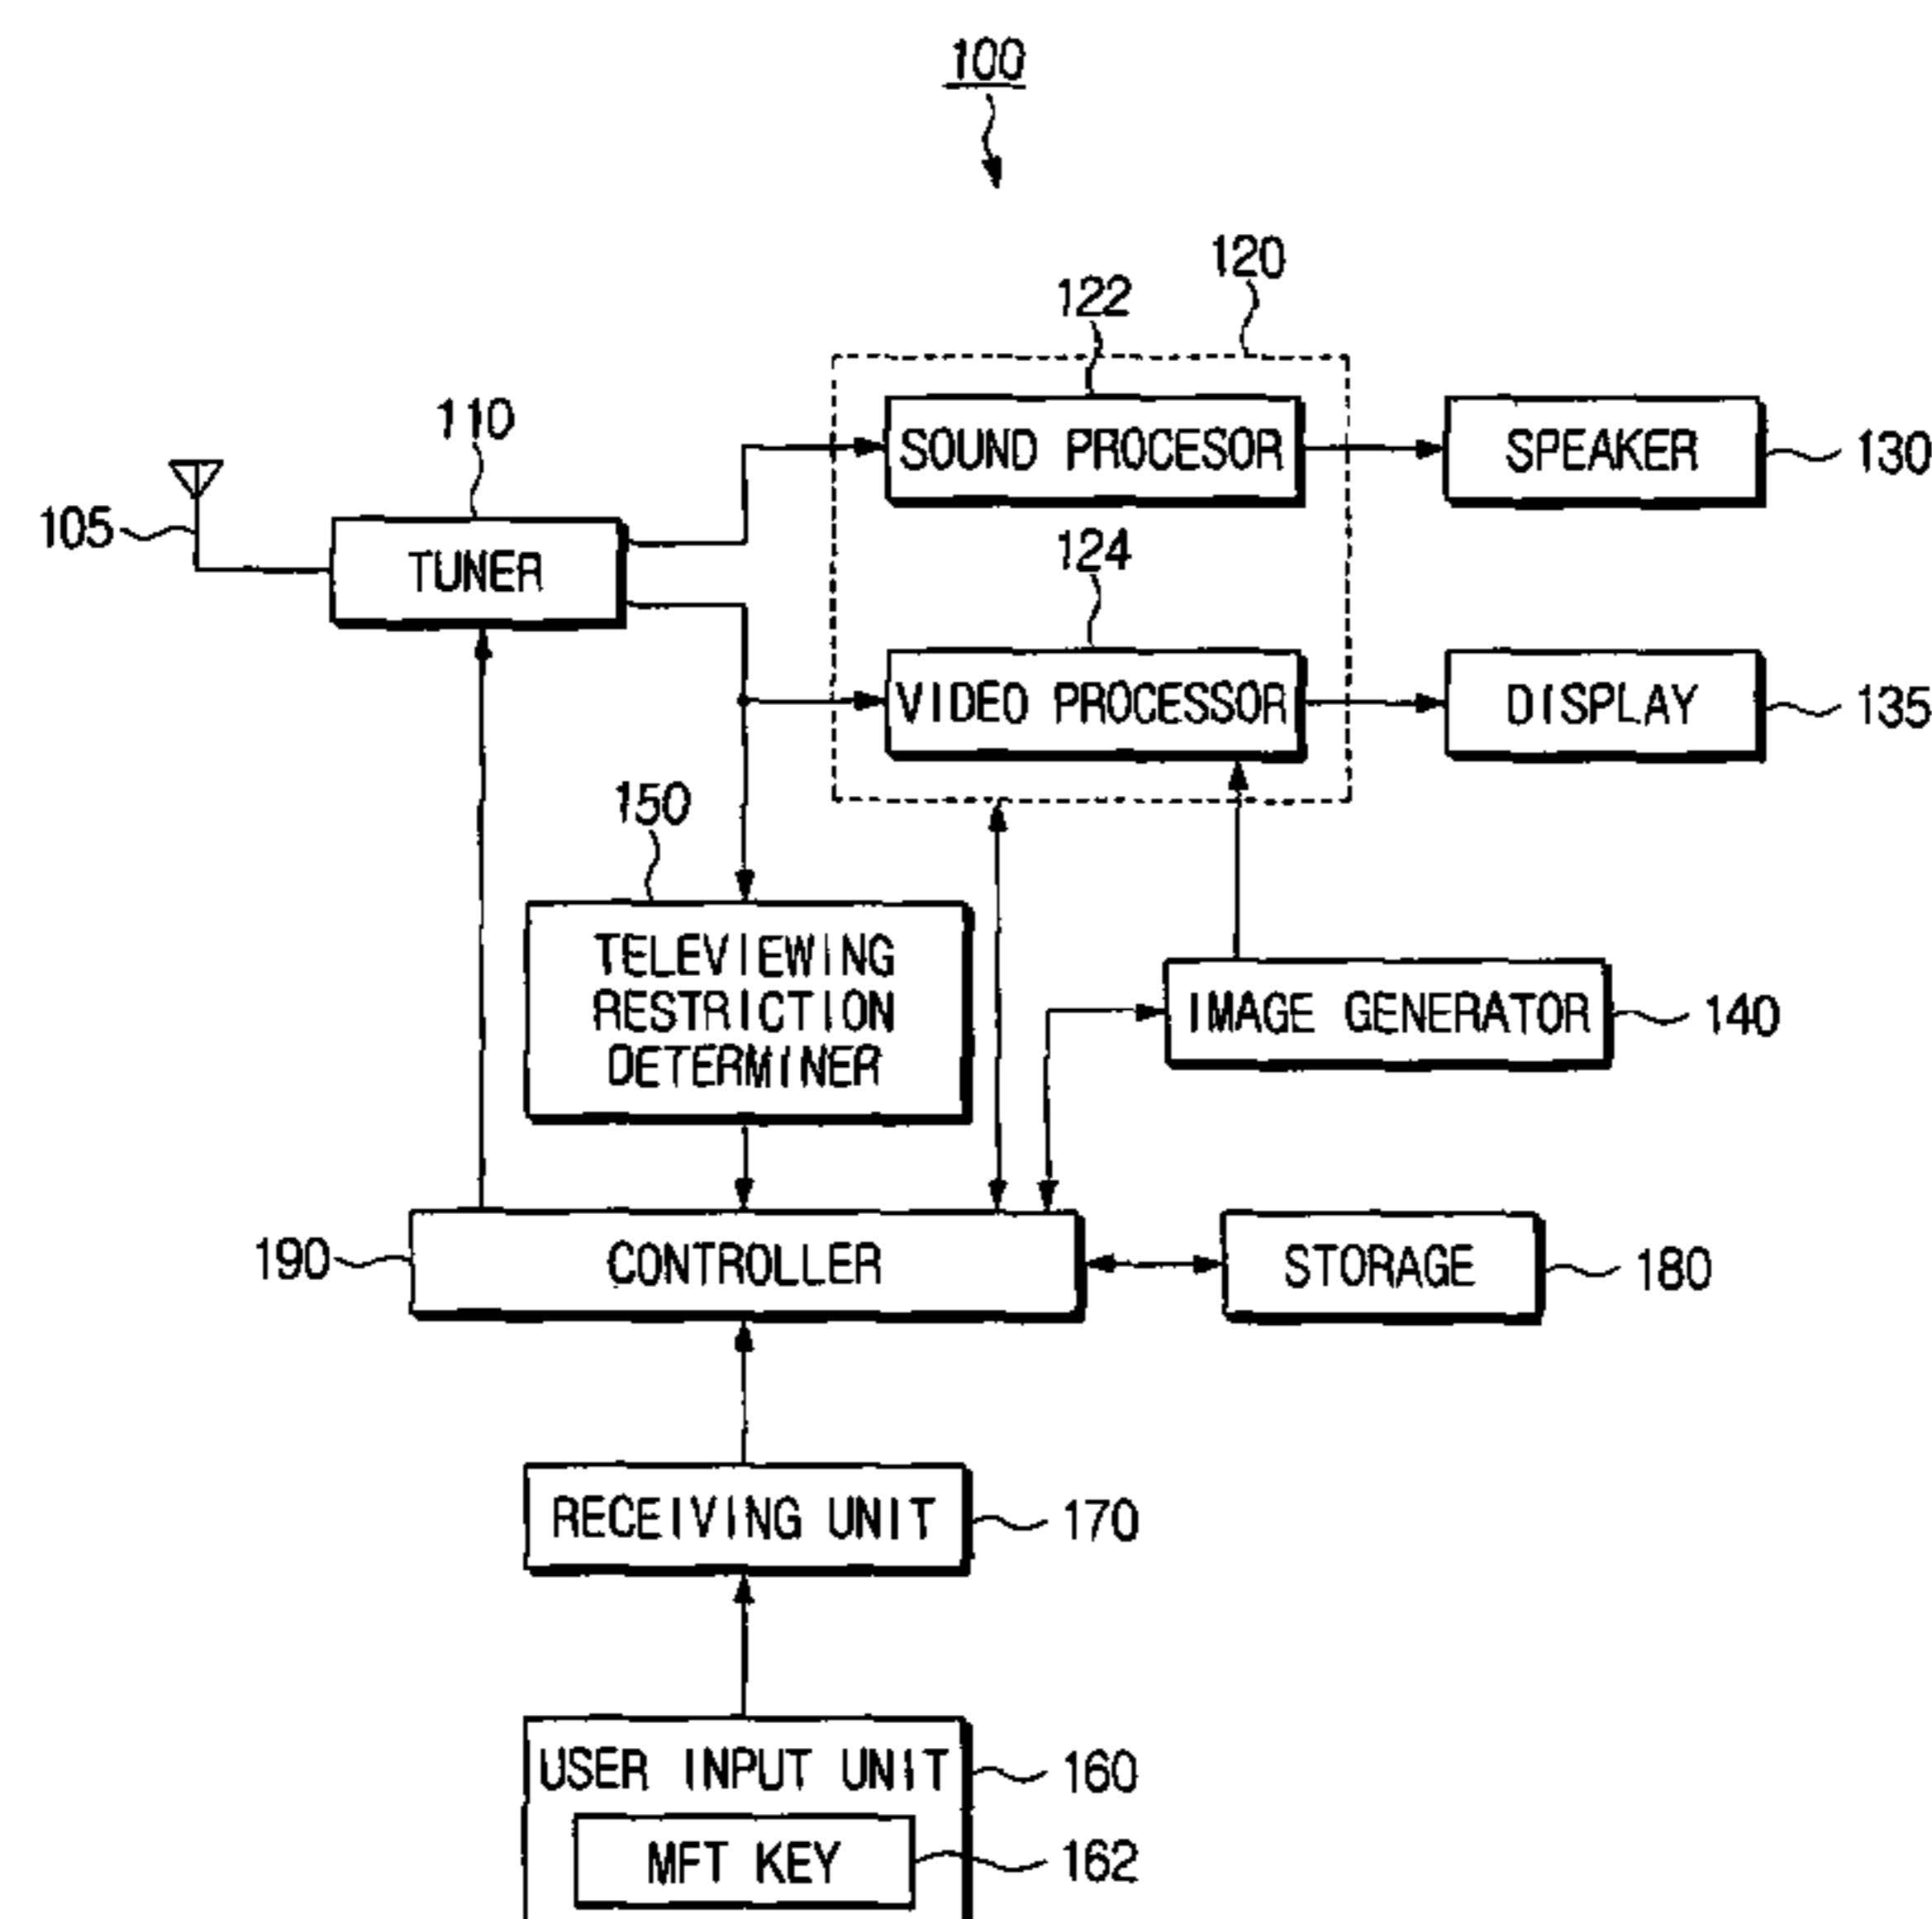 100
120
122
110
SOUND PROCESOR
SPEAKER
130
105
TUNER
124
VIDEO PROCESSOR
DISPLAY
135
150
TELEVIEWING
RESTRICTION
DETERMINER
IMAGE GENERATOR
140
190
CONTROLLER
STORAGE
180
RECEIVING UNIT
170
USER INPUT UNIT
160
MFT KEY
162